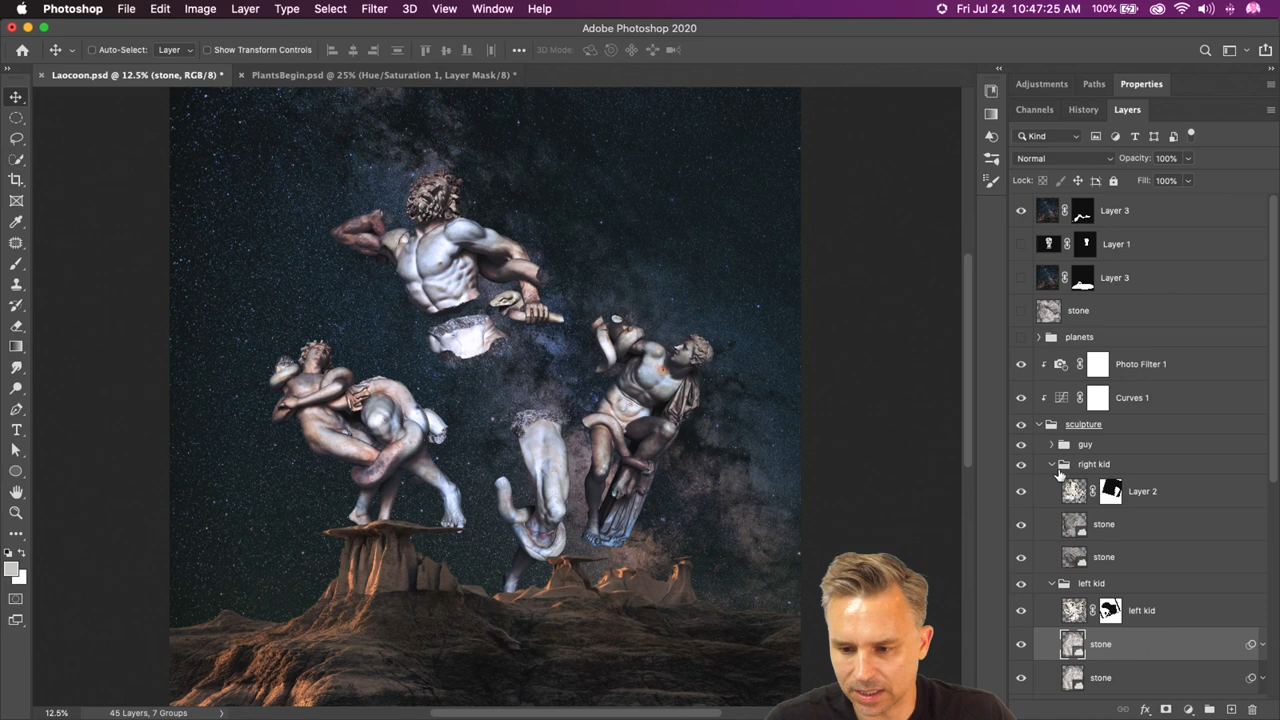 Photoshop File Edit Image Layer Type Select Filter 3D View Window Help 100% Fri Jul 24 10:47:25
Adobe Photoshop 2020
Auto-Select: Layer Show Transform Controls 3D Mode:
Laocoon.psd @ 12.5% (stone, RGB/8) * PlantsBegin.psd @ 25% (Hue/Saturation 1, Layer Mask/8) *
Adjustments Paths Properties
Channels History Layers
Kind
Normal Opacity: 100%
Lock: Fill: 100%
Layer 3
Layer 1
Layer 3
stone
planets
Photo Filter 1
Curves 1
sculpture
guy
right kid
Layer 2
stone
stone
left kid
left kid
stone
stone
12.5% 45 Layers, 7 Groups